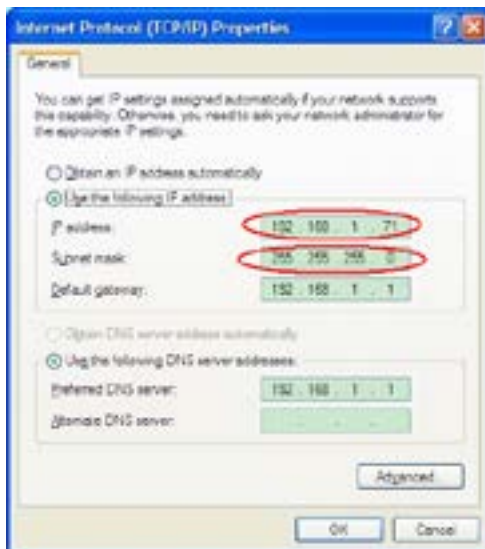 Internet Protocol (TCP/IP) Properties
General
You can get IP settings assigned automatically if your network supports
this capability. Otherwise, you need to ask your network administrator for
the appropriate IP settings.
Obtain an IP address automatically
Use the following IP address:
IP address: 192 . 168 . 1 . 71
Subnet mask: 255 . 255 . 255 . 0
Default gateway: 192 . 168 . 1 . 1
Obtain DNS server address automatically
Use the following DNS server addresses:
Preferred DNS server: 192 . 168 . 1 . 1
Alternate DNS server: . . .
Advanced...
OK Cancel